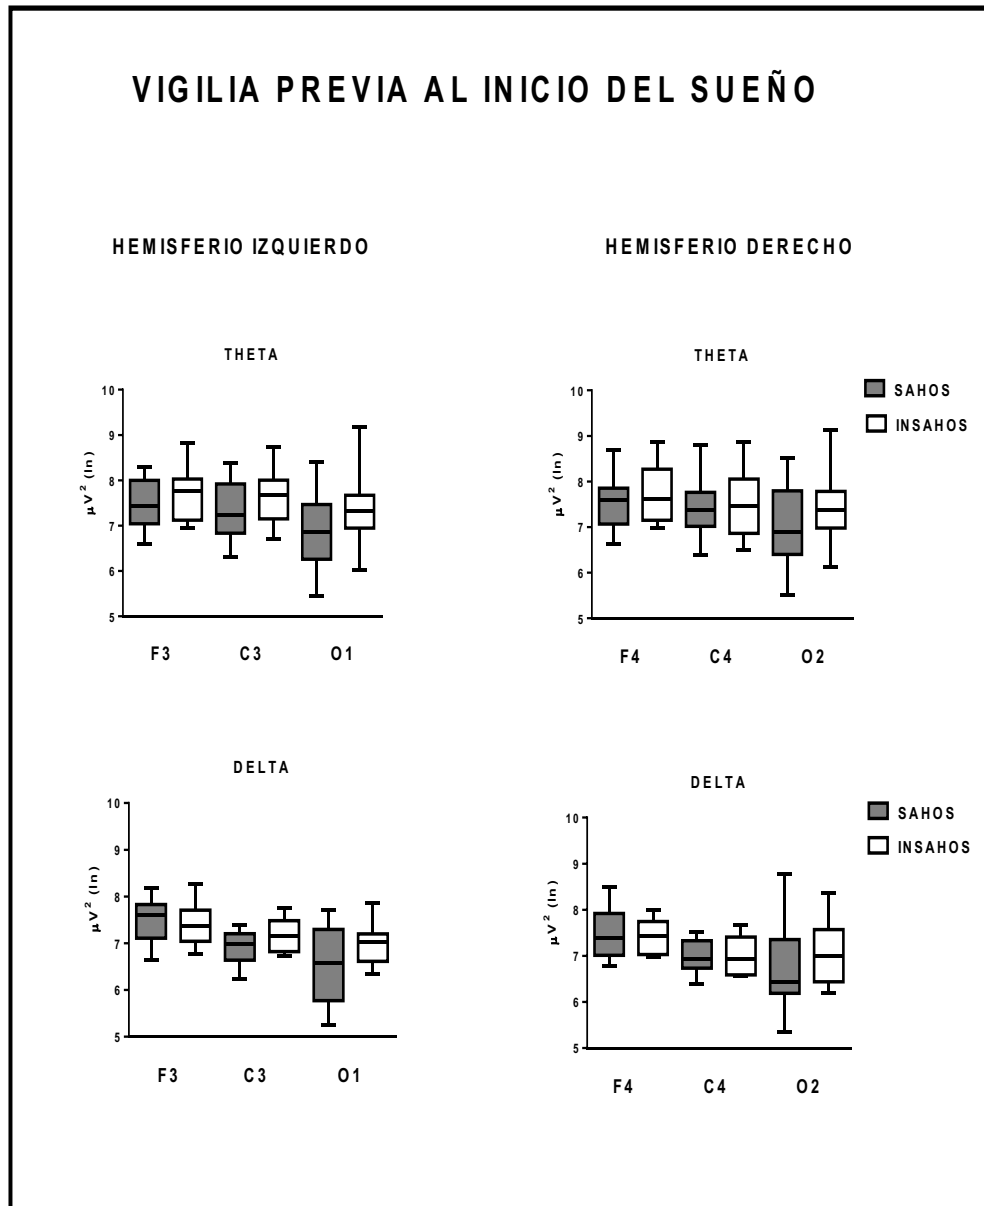 VIGILIA PREVIA AL INICIO DEL SUEÑO
HEMISFERIO IZQUIERDO
HEMISFERIO DERECHO
THETA
µV² (ln)
10
9
8
7
6
5
F3 C3 O1
THETA
µV² (ln)
10
9
8
7
6
5
F4 C4 O2
SAHOS
INSAHOS
DELTA
µV² (ln)
10
9
8
7
6
5
F3 C3 O1
DELTA
µV² (ln)
10
9
8
7
6
5
F4 C4 O2
SAHOS
INSAHOS